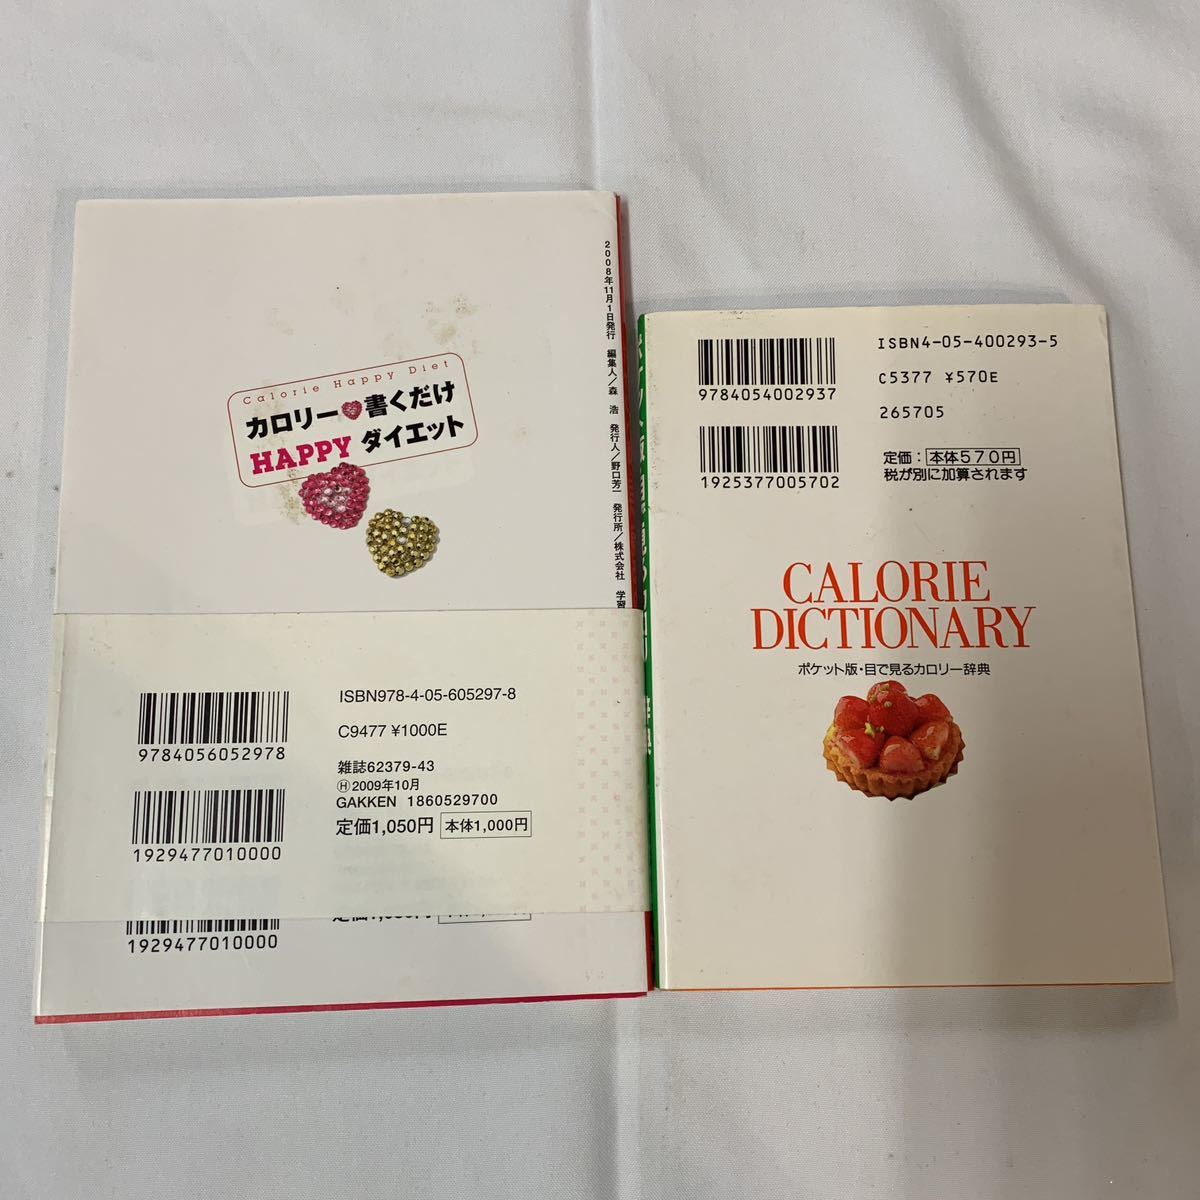 Calorie Happy Diet
カロリー 書くだけ
HAPPY ダイエット
2008年11月1日発行 編集人/森 浩 発行人/野口芳一 発行所/株式会社 学習
ISBN978-4-05-605297-8
9784056052978
C9477 ¥1000E
雑誌62379-43
Ⓗ2009年10月
GAKKEN 1860529700
定価1,050円 本体1,000円
1929477010000
1929477010000
ISBN4-05-400293-5
9784054002937
C5377 ¥570E
265705
定価：本体570円
税が別に加算されます
1925377005702
CALORIE
DICTIONARY
ポケット版・目で見るカロリー辞典